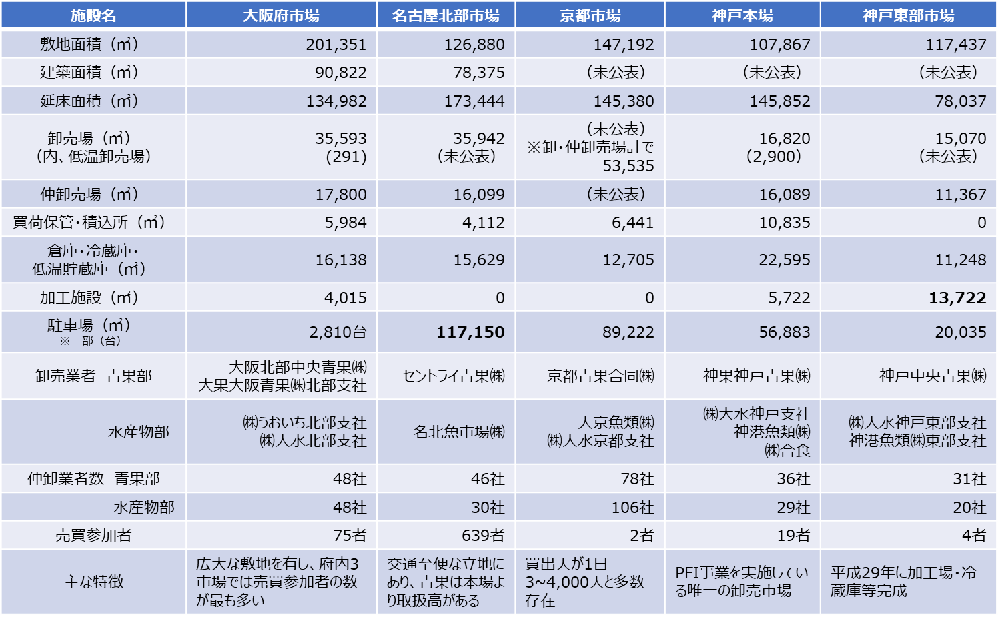 施設名 大阪府市場 名古屋北部市場 京都市場 神戸本場 神戸東部市場
敷地面積（㎡） 201,351 126,880 147,192 107,867 117,437
建築面積（㎡） 90,822 78,375 （未公表） （未公表） （未公表）
延床面積（㎡） 134,982 173,444 145,380 145,852 78,037
卸売場（㎡）
（内、低温卸売場）
35,593
(291)
35,942
（未公表）
（未公表）
※卸・仲卸売場計で
53,535
16,820
（2,900）
15,070
（未公表）
仲卸売場（㎡） 17,800 16,099 （未公表） 16,089 11,367
買荷保管・積込所（㎡） 5,984 4,112 6,441 10,835 0
倉庫・冷蔵庫・
低温貯蔵庫（㎡）
16,138 15,629 12,705 22,595 11,248
加工施設（㎡） 4,015 0 0 5,722 13,722
駐車場（㎡）
※一部（台）
2,810台 117,150 89,222 56,883 20,035
卸売業者　青果部
大阪北部中央青果㈱
大果大阪青果㈱北部支社
セントライ青果㈱
京都青果合同㈱
神果神戸青果㈱
神戸中央青果㈱
水産物部
㈱うおいち北部支社
㈱大水北部支社
名北魚市場㈱
大京魚類㈱
㈱大水京都支社
㈱大水神戸支社
神港魚類㈱
㈱合食
㈱大水神戸東部支社
神港魚類㈱東部支社
仲卸業者数　青果部 48社 46社 78社 36社 31社
水産物部 48社 30社 106社 29社 20社
売買参加者 75者 639者 2者 19者 4者
主な特徴
広大な敷地を有し、府内3
市場では売買参加者の数
が最も多い
交通至便な立地に
あり、青果は本場よ
り取扱高がある
買出人が1日
3~4,000人と多数
存在
PFI事業を実施してい
る唯一の卸売市場
平成29年に加工場・冷
蔵庫等完成